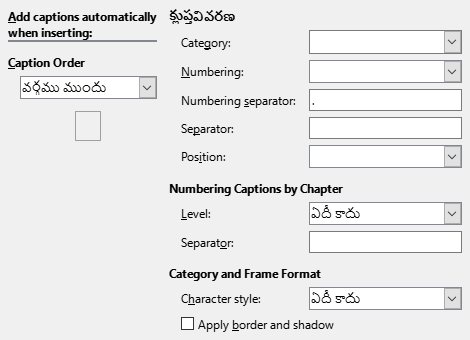 Add captions automatically
when inserting:
Caption Order
వర్గము ముందు
క్లుప్తవివరణ
Category:
Numbering:
Numbering separator: .
Separator:
Position:
Numbering Captions by Chapter
Level: ఏదీ కాదు
Separator:
Category and Frame Format
Character style: ఏదీ కాదు
Apply border and shadow